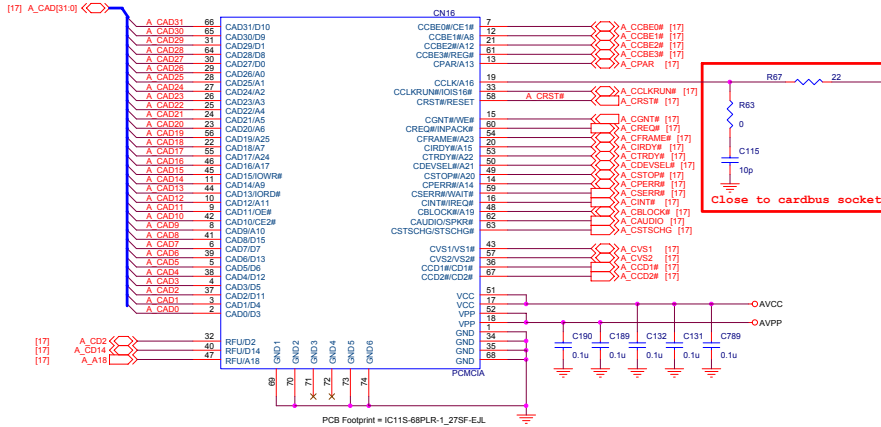 [17] A_CAD[31:0]
CN16
A_CAD31 66 CAD31/D10
A_CAD30 65 CAD30/D9
A_CAD29 31 CAD29/D1
A_CAD28 64 CAD28/D8
A_CAD27 30 CAD27/D0
A_CAD26 29 CAD26/A0
A_CAD25 28 CAD25/A1
A_CAD24 27 CAD24/A2
A_CAD23 26 CAD23/A3
A_CAD22 25 CAD22/A4
A_CAD21 24 CAD21/A5
A_CAD20 23 CAD20/A6
A_CAD19 56 CAD19/A25
A_CAD18 22 CAD18/A7
A_CAD17 55 CAD17/A24
A_CAD16 46 CAD16/A17
A_CAD15 45 CAD15/IOWR#
A_CAD14 11 CAD14/A9
A_CAD13 44 CAD13/IORD#
A_CAD12 10 CAD12/A11
A_CAD11 9 CAD11/OE#
A_CAD10 42 CAD10/CE2#
A_CAD9 8 CAD9/A10
A_CAD8 41 CAD8/D15
A_CAD7 6 CAD7/D7
A_CAD6 39 CAD6/D13
A_CAD5 5 CAD5/D6
A_CAD4 38 CAD4/D12
A_CAD3 4 CAD3/D5
A_CAD2 37 CAD2/D11
A_CAD1 3 CAD1/D4
A_CAD0 2 CAD0/D3
[17] A_CD2 32 RFU/D2
[17] A_CD14 40 RFU/D14
[17] A_A18 47 RFU/A18
CCBE0#/CE1# 7 A_CCBE0# [17]
CCBE1#/A8 12 A_CCBE1# [17]
CCBE2#/A12 21 A_CCBE2# [17]
CCBE3#/REG# 61 A_CCBE3# [17]
CPAR/A13 13 A_CPAR [17]
CCLK/A16 19
CCLKRUN#/IOIS16# 33 A_CCLKRUN# [17]
CRST#/RESET 58 A_CRST# A_CRST# [17]
CGNT#/WE# 15 A_CGNT# [17]
CREQ#/INPACK# 60 A_CREQ# [17]
CFRAME#/A23 54 A_CFRAME# [17]
CIRDY#/A15 20 A_CIRDY# [17]
CTRDY#/A22 53 A_CTRDY# [17]
CDEVSEL#/A21 50 A_CDEVSEL# [17]
CSTOP#/A20 49 A_CSTOP# [17]
CPERR#/A14 14 A_CPERR# [17]
CSERR#/WAIT# 59 A_CSERR# [17]
CINT#/IREQ# 16 A_CINT# [17]
CBLOCK#/A19 48 A_CBLOCK# [17]
CAUDIO/SPKR# 62 A_CAUDIO [17]
CSTSCHG/STSCHG# 63 A_CSTSCHG [17]
CVS1/VS1# 43 A_CVS1 [17]
CVS2/VS2# 57 A_CVS2 [17]
CCD1#/CD1# 36 A_CCD1# [17]
CCD2#/CD2# 67 A_CCD2# [17]
VCC 51
VCC 17 AVCC
VPP 52
VPP 18 AVPP
GND 1
GND 34
GND 35
GND 68
PCMCIA
GND1 GND2 GND3 GND4 GND5 GND6
69 70 71 72 73 74
PCB Footprint = IC11S-68PLR-1_27SF-EJL
R67 22
R63
0
C115
10p
Close to cardbus socket
C190 C189 C132 C131 C789
0.1u 0.1u 0.1u 0.1u 0.1u